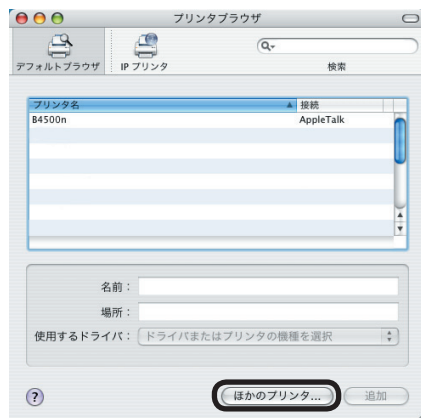 プリンタブラウザ
デフォルトブラウザ IP プリンタ 検索
プリンタ名 接続
B4500n AppleTalk
名前：
場所：
使用するドライバ： ドライバまたはプリンタの機種を選択
? ほかのプリンタ... 追加